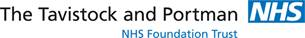 The Tavistock and Portman NHS
NHS Foundation Trust